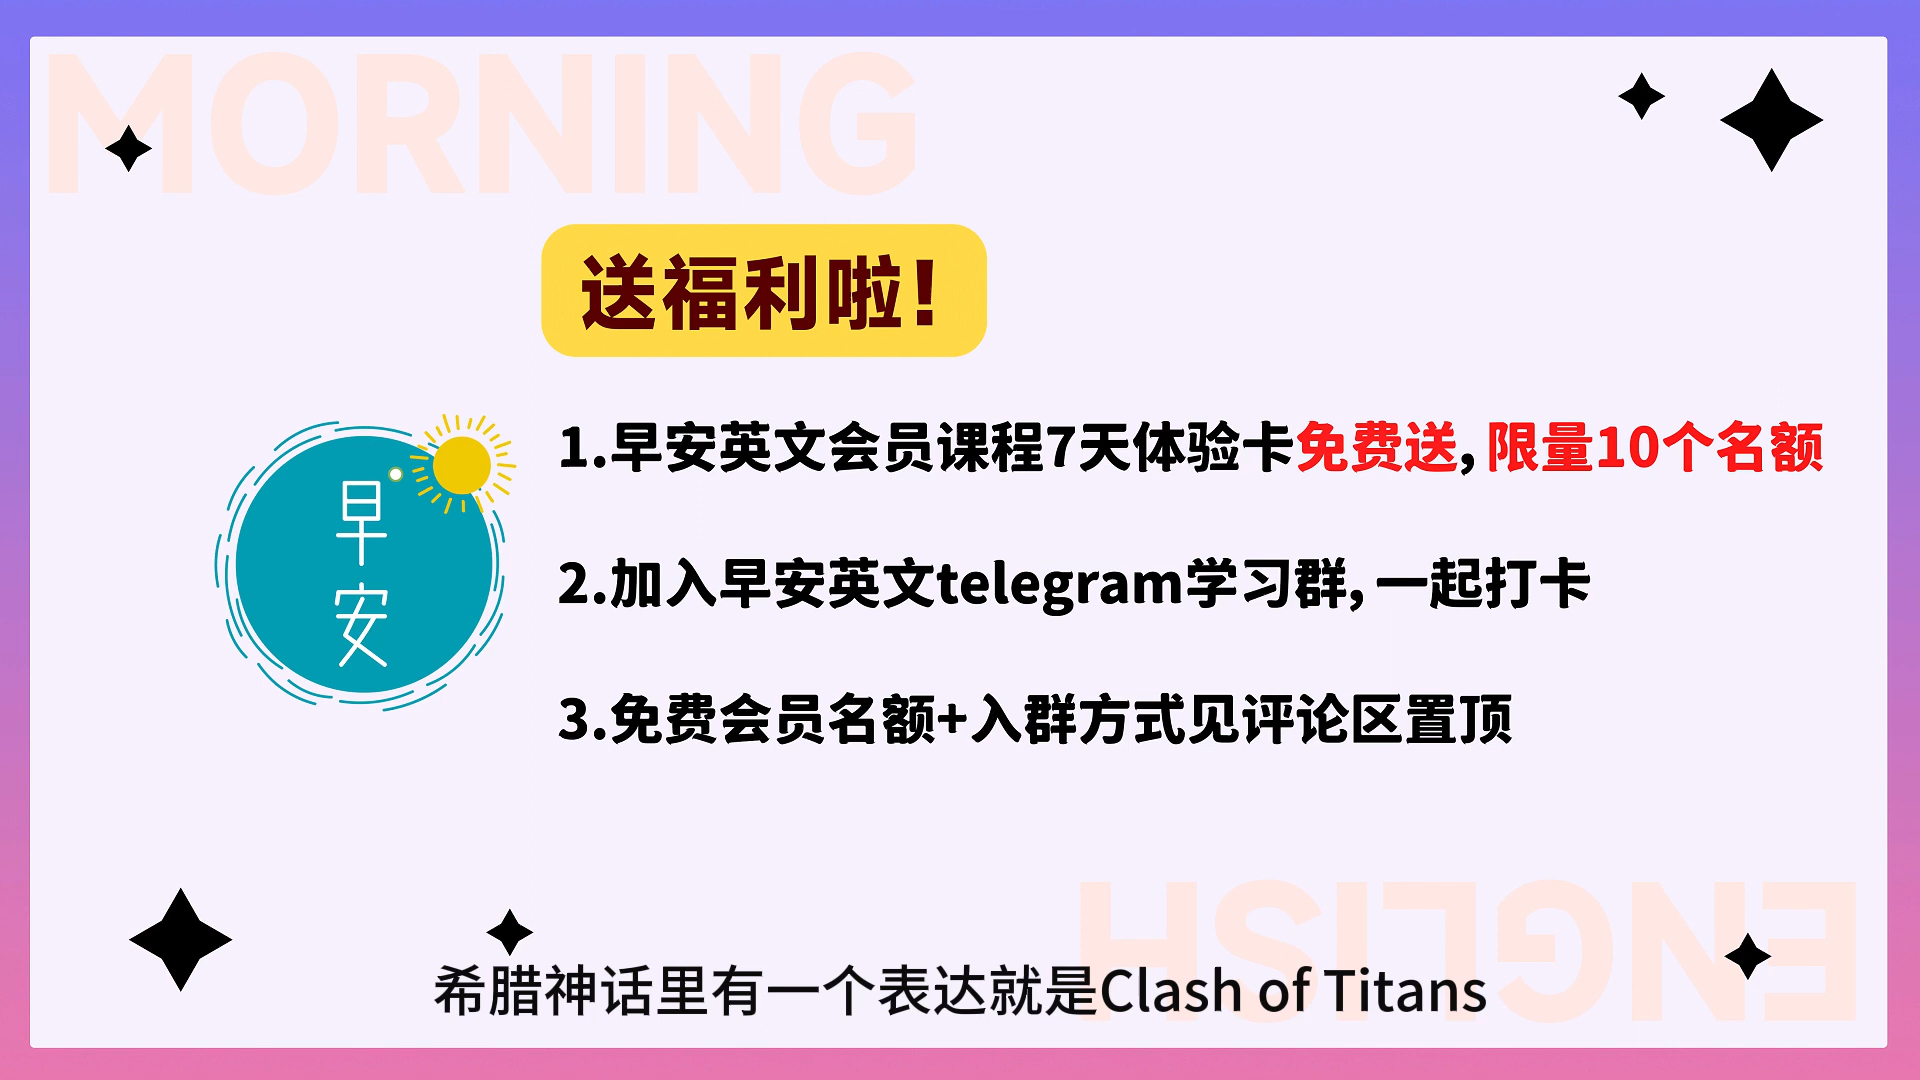 MORNING
送福利啦!
1.早安英文会员课程7天体验卡免费送, 限量10个名额
早安
2.加入早安英文telegram学习群, 一起打卡
3.免费会员名额+入群方式见评论区置顶
ENGLISH
希腊神话里有一个表达就是Clash of Titans